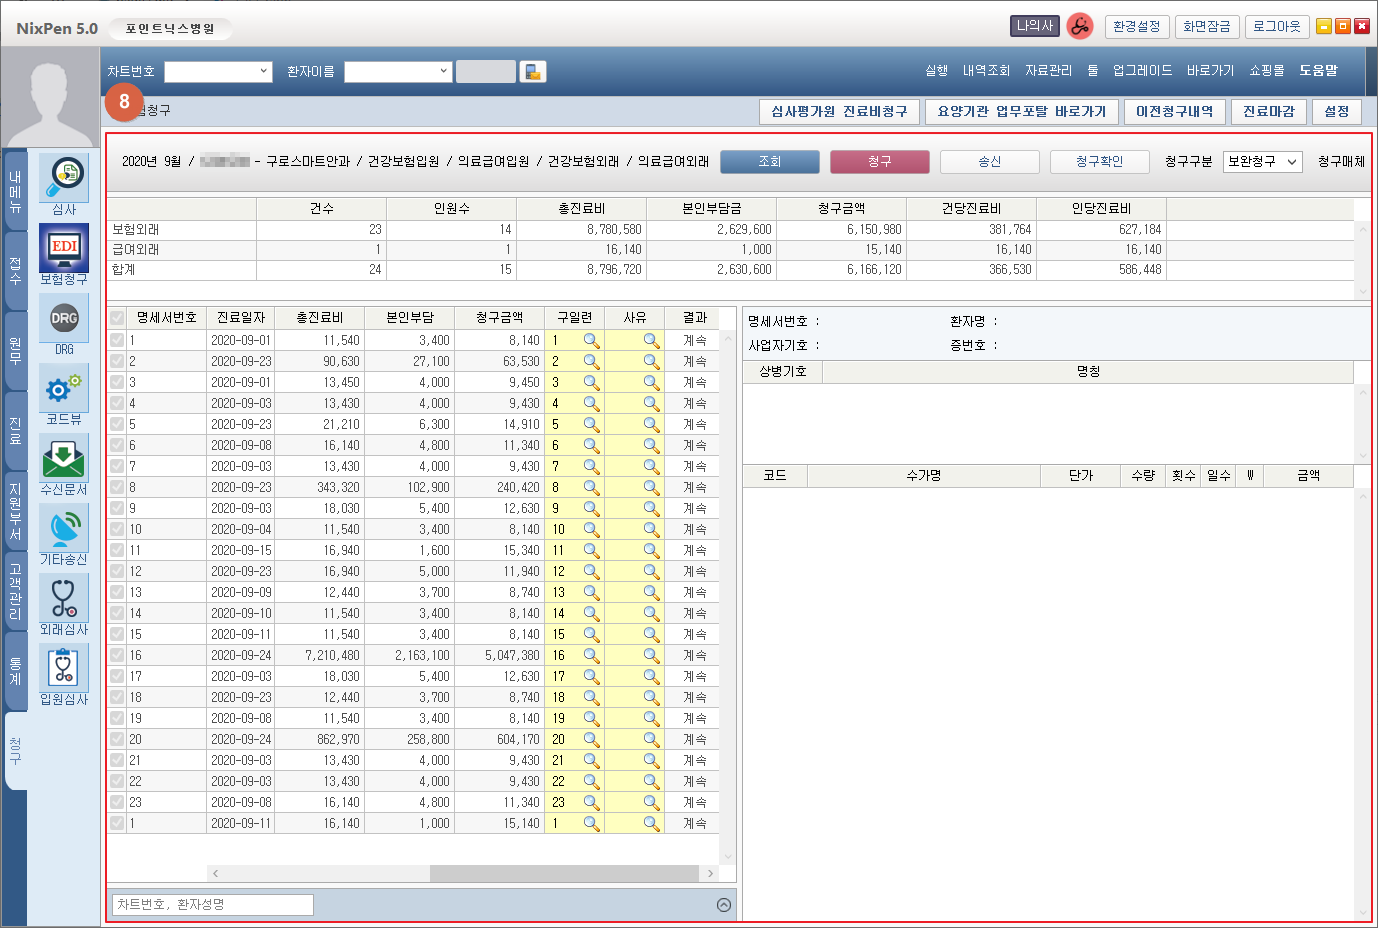 NixPen 5.0 포인트닉스병원 나의사 환경설정 화면잠금 로그아웃
차트번호 환자이름 실행 내역조회 자료관리 툴 업그레이드 바로가기 쇼핑몰 도움말
8 청구 심사평가원 진료비청구 요양기관 업무포탈 바로가기 이전청구내역 진료마감 설정
내메뉴
접수
원무
진료
지원부서
고객관리
통계
청구
심사
EDI
보험청구
DRG
DRG
코드뷰
수신문서
기타송신
외래심사
입원심사
2020년 9월 / - 구로스마트안과 / 건강보험입원 / 의료급여입원 / 건강보험외래 / 의료급여외래 조회 청구 송신 청구확인 청구구분 보완청구 청구매체
건수 인원수 총진료비 본인부담금 청구금액 건당진료비 인당진료비
보험외래 23 14 8,780,580 2,629,600 6,150,980 381,764 627,184
급여외래 1 1 16,140 1,000 15,140 16,140 16,140
합계 24 15 8,796,720 2,630,600 6,166,120 366,530 586,448
명세서번호 진료일자 총진료비 본인부담 청구금액 구일련 사유 결과
1 2020-09-01 11,540 3,400 8,140 1 계속
2 2020-09-23 90,630 27,100 63,530 2 계속
3 2020-09-01 13,450 4,000 9,450 3 계속
4 2020-09-03 13,430 4,000 9,430 4 계속
5 2020-09-23 21,210 6,300 14,910 5 계속
6 2020-09-08 16,140 4,800 11,340 6 계속
7 2020-09-03 13,430 4,000 9,430 7 계속
8 2020-09-23 343,320 102,900 240,420 8 계속
9 2020-09-03 18,030 5,400 12,630 9 계속
10 2020-09-04 11,540 3,400 8,140 10 계속
11 2020-09-15 16,940 1,600 15,340 11 계속
12 2020-09-23 16,940 5,000 11,940 12 계속
13 2020-09-09 12,440 3,700 8,740 13 계속
14 2020-09-10 11,540 3,400 8,140 14 계속
15 2020-09-11 11,540 3,400 8,140 15 계속
16 2020-09-24 7,210,480 2,163,100 5,047,380 16 계속
17 2020-09-03 18,030 5,400 12,630 17 계속
18 2020-09-23 12,440 3,700 8,740 18 계속
19 2020-09-08 11,540 3,400 8,140 19 계속
20 2020-09-24 862,970 258,800 604,170 20 계속
21 2020-09-03 13,430 4,000 9,430 21 계속
22 2020-09-03 13,430 4,000 9,430 22 계속
23 2020-09-08 16,140 4,800 11,340 23 계속
1 2020-09-11 16,140 1,000 15,140 1 계속
차트번호, 환자성명
명세서번호 : 환자명 :
사업자기호 : 증번호 :
상병기호 명칭
코드 수가명 단가 수량 횟수 일수 W 금액